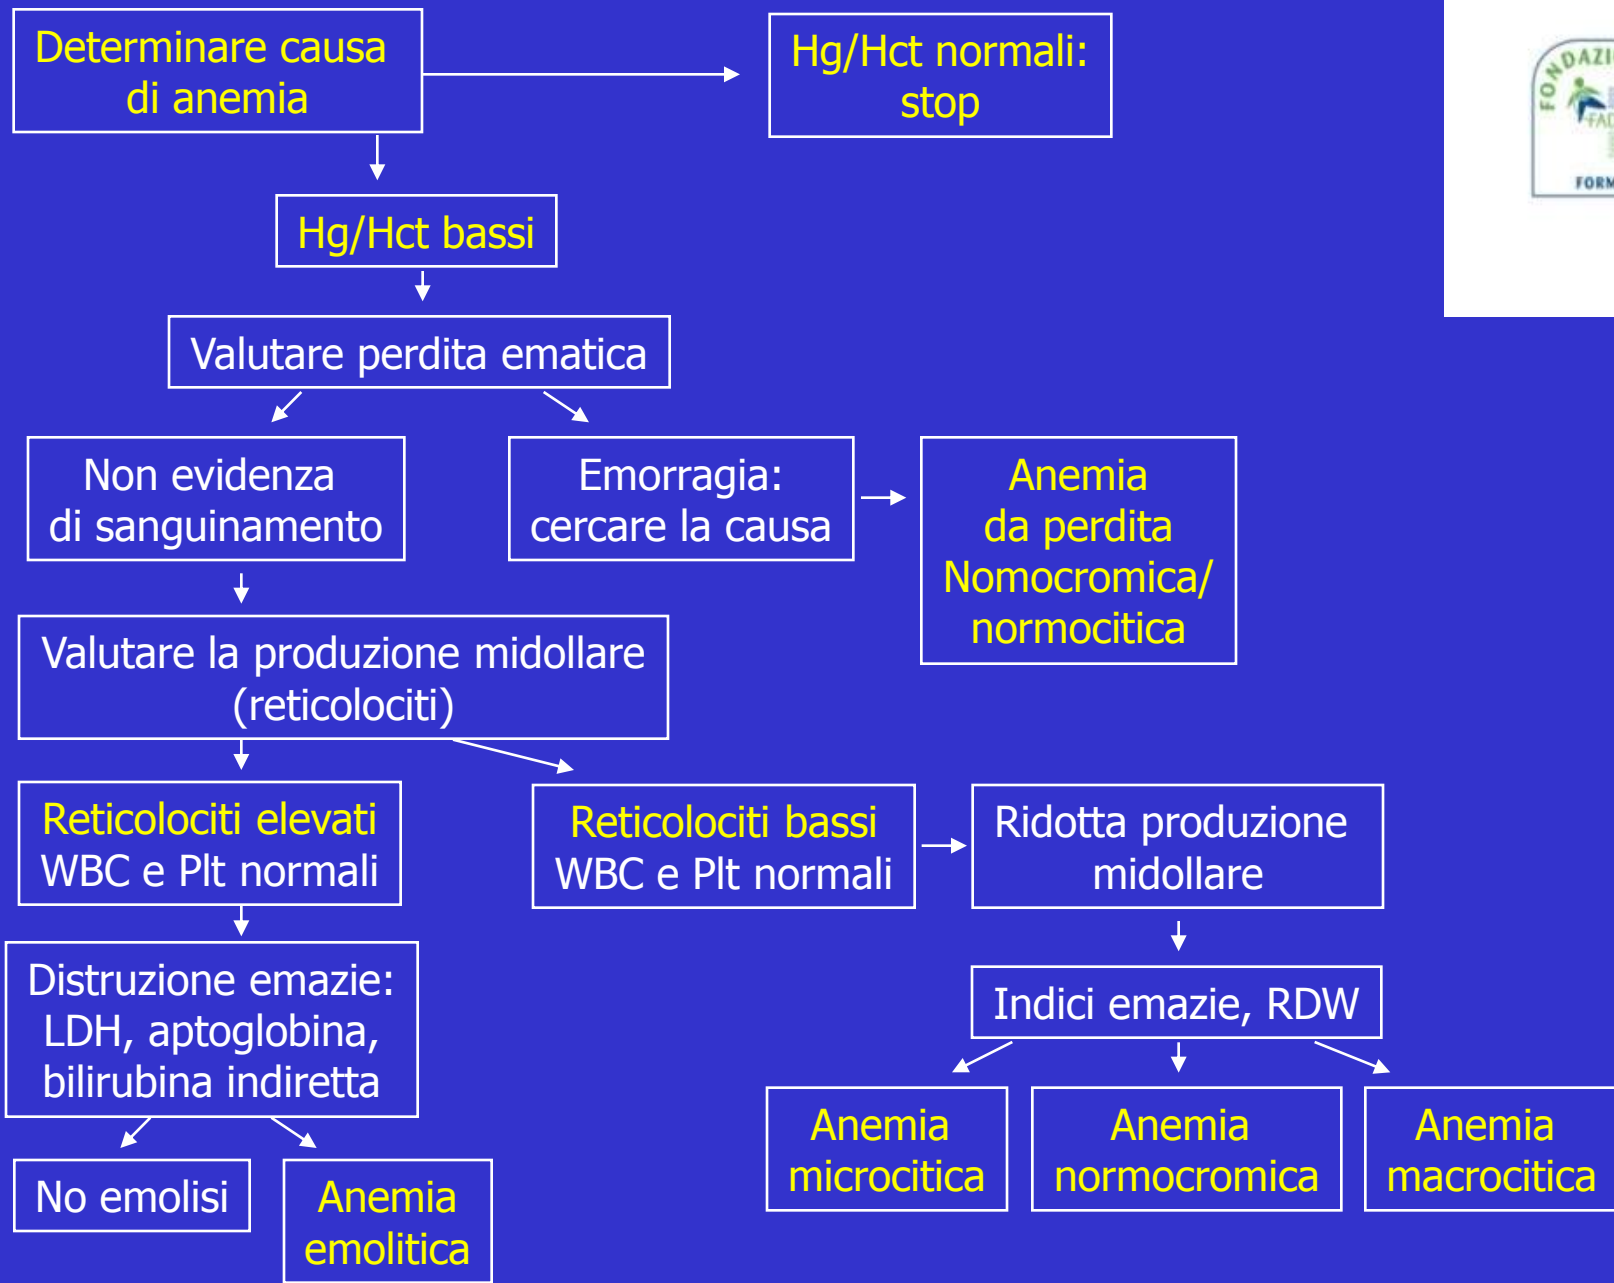 Determinare causa
di anemia
Hg/Hct normali:
stop
Hg/Hct bassi
Valutare perdita ematica
Non evidenza
di sanguinamento
Emorragia:
cercare la causa
Anemia
da perdita
Nomocromica/
normocitica
Valutare la produzione midollare
(reticolociti)
Reticolociti elevati
WBC e Plt normali
Reticolociti bassi
WBC e Plt normali
Ridotta produzione
midollare
Distruzione emazie:
LDH, aptoglobina,
bilirubina indiretta
Indici emazie, RDW
No emolisi
Anemia
emolitica
Anemia
microcitica
Anemia
normocromica
Anemia
macrocitica